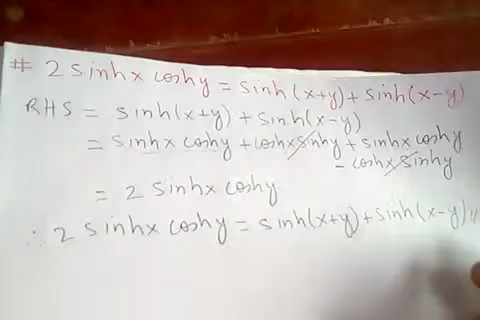 # 2 sinhx coshy = sinh(x+y) + sinh(x-y)
RHS = sinh(x+y) + sinh(x-y)
= sinhx coshy + coshx sinhy + sinhx coshy
- coshx sinhy
= 2 sinhx coshy
∴ 2 sinhx coshy = sinh(x+y) + sinh(x-y)//